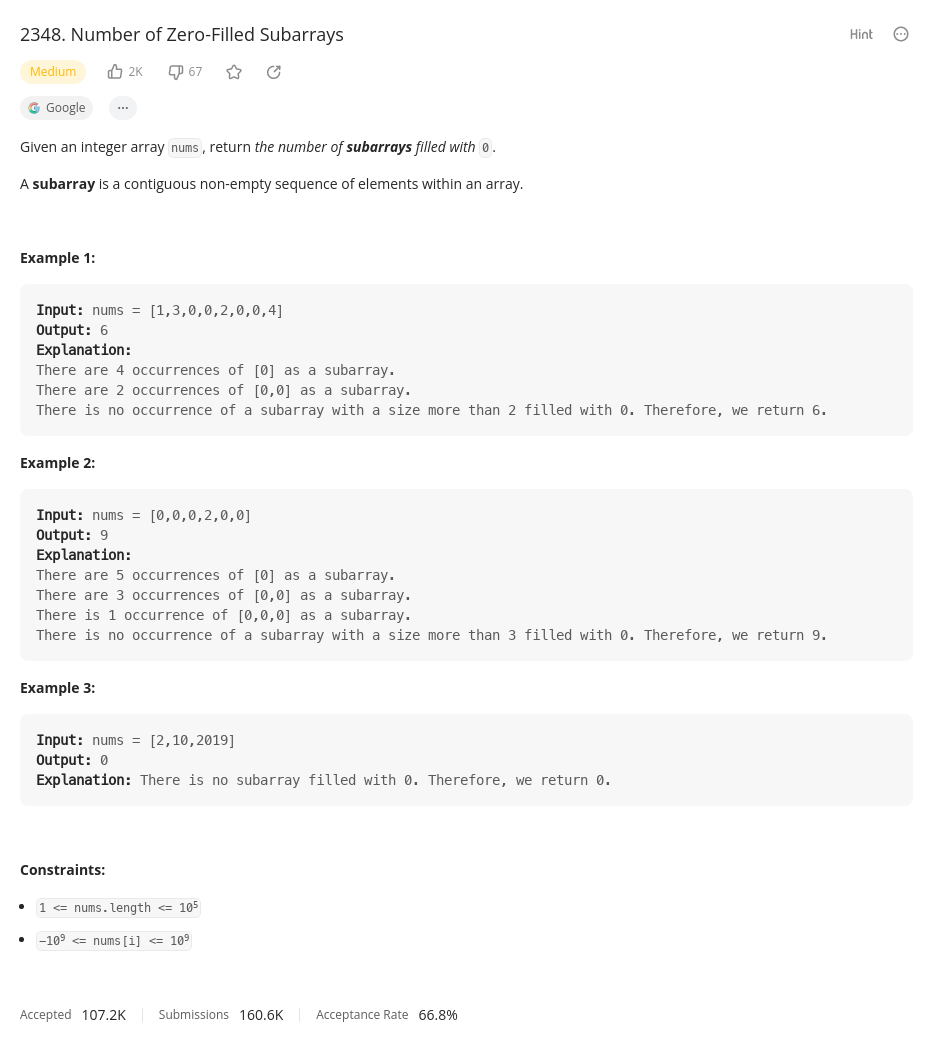 2348. Number of Zero-Filled Subarrays
Hint
Medium 2K 67
Google ...
Given an integer array nums, return the number of subarrays filled with 0.
A subarray is a contiguous non-empty sequence of elements within an array.
Example 1:
Input: nums = [1,3,0,0,2,0,0,4]
Output: 6
Explanation:
There are 4 occurrences of [0] as a subarray.
There are 2 occurrences of [0,0] as a subarray.
There is no occurrence of a subarray with a size more than 2 filled with 0. Therefore, we return 6.
Example 2:
Input: nums = [0,0,0,2,0,0]
Output: 9
Explanation:
There are 5 occurrences of [0] as a subarray.
There are 3 occurrences of [0,0] as a subarray.
There is 1 occurrence of [0,0,0] as a subarray.
There is no occurrence of a subarray with a size more than 3 filled with 0. Therefore, we return 9.
Example 3:
Input: nums = [2,10,2019]
Output: 0
Explanation: There is no subarray filled with 0. Therefore, we return 0.
Constraints:
• 1 <= nums.length <= 10⁵
• −10⁹ <= nums[i] <= 10⁹
Accepted 107.2K Submissions 160.6K Acceptance Rate 66.8%